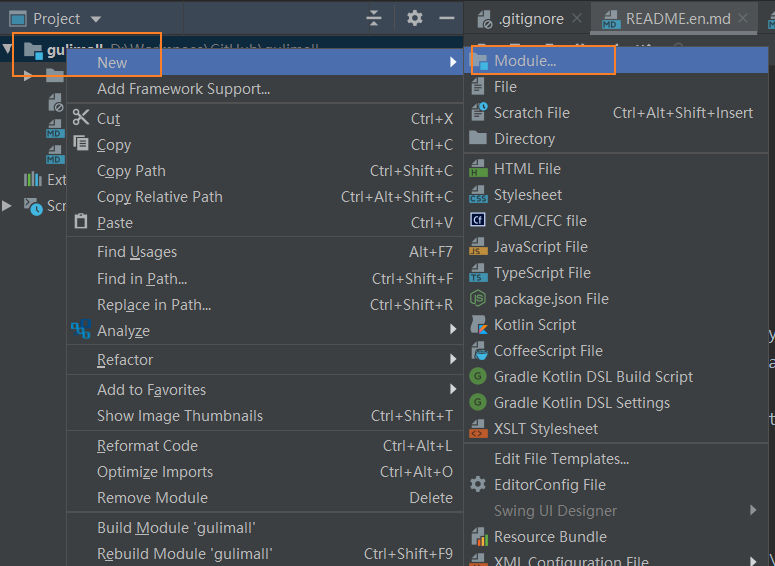 Project
.gitignore
README.en.md
gulimall D:\Workspace\GitHub\gulimall
Ext
Scr
New
Add Framework Support...
Cut Ctrl+X
Copy Ctrl+C
Copy Path Ctrl+Shift+C
Copy Relative Path Ctrl+Alt+Shift+C
Paste Ctrl+V
Find Usages Alt+F7
Find in Path... Ctrl+Shift+F
Replace in Path... Ctrl+Shift+R
Analyze
Refactor
Add to Favorites
Show Image Thumbnails Ctrl+Shift+T
Reformat Code Ctrl+Alt+L
Optimize Imports Ctrl+Alt+O
Remove Module Delete
Build Module 'gulimall'
Rebuild Module 'gulimall' Ctrl+Shift+F9
Module...
File
Scratch File Ctrl+Alt+Shift+Insert
Directory
HTML File
Stylesheet
CFML/CFC file
JavaScript File
TypeScript File
package.json File
Kotlin Script
CoffeeScript File
Gradle Kotlin DSL Build Script
Gradle Kotlin DSL Settings
XSLT Stylesheet
Edit File Templates...
EditorConfig File
Swing UI Designer
Resource Bundle
XML Configuration File